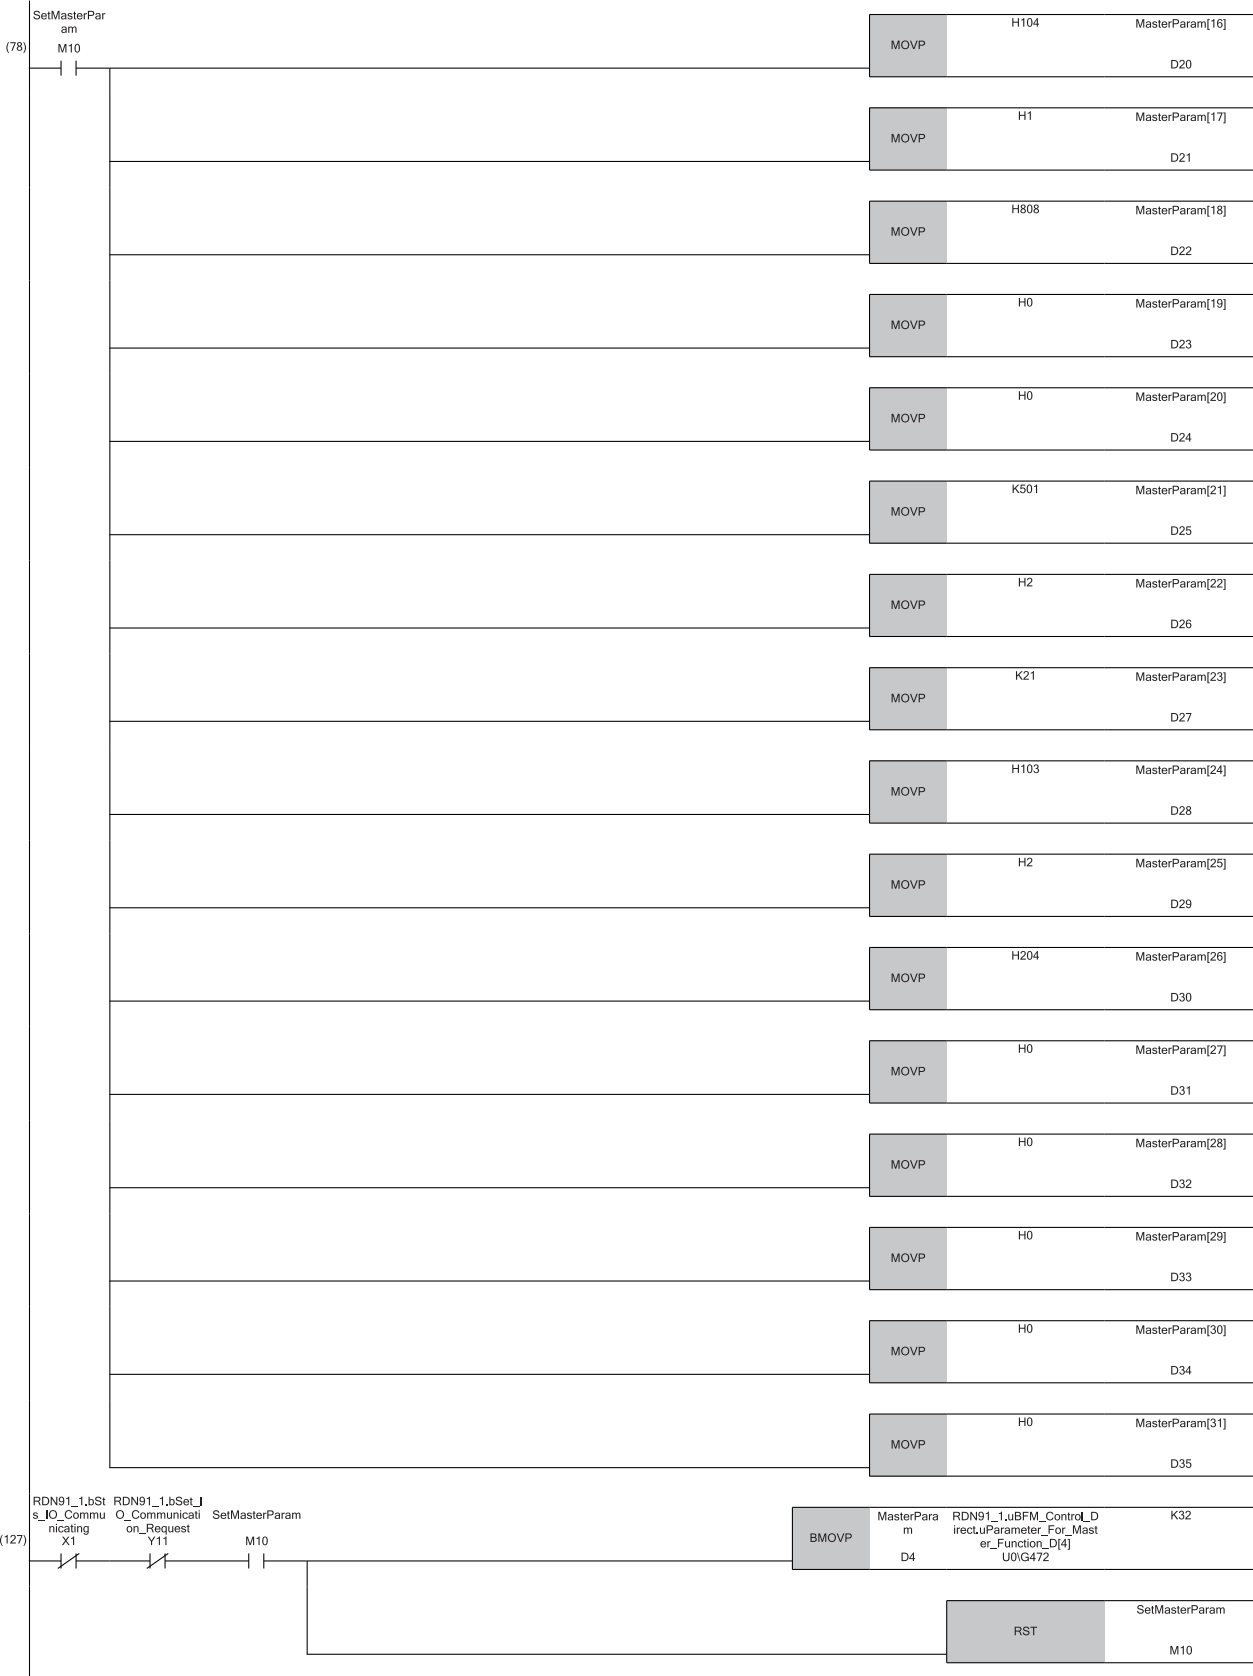 SetMasterPar
am
(78)
M10
MOVP
H104
MasterParam[16]
D20
MOVP
H1
MasterParam[17]
D21
MOVP
H808
MasterParam[18]
D22
MOVP
H0
MasterParam[19]
D23
MOVP
H0
MasterParam[20]
D24
MOVP
K501
MasterParam[21]
D25
MOVP
H2
MasterParam[22]
D26
MOVP
K21
MasterParam[23]
D27
MOVP
H103
MasterParam[24]
D28
MOVP
H2
MasterParam[25]
D29
MOVP
H204
MasterParam[26]
D30
MOVP
H0
MasterParam[27]
D31
MOVP
H0
MasterParam[28]
D32
MOVP
H0
MasterParam[29]
D33
MOVP
H0
MasterParam[30]
D34
MOVP
H0
MasterParam[31]
D35
(127)
RDN91_1.bSt
s_IO_Commu
nicating
X1
RDN91_1.bSet_I
O_Communicati
on_Request
Y11
SetMasterParam
M10
BMOVP
MasterPara
m
D4
RDN91_1.uBFM_Control_D
irect.uParameter_For_Mast
er_Function_D[4]
U0\G472
K32
RST
SetMasterParam
M10